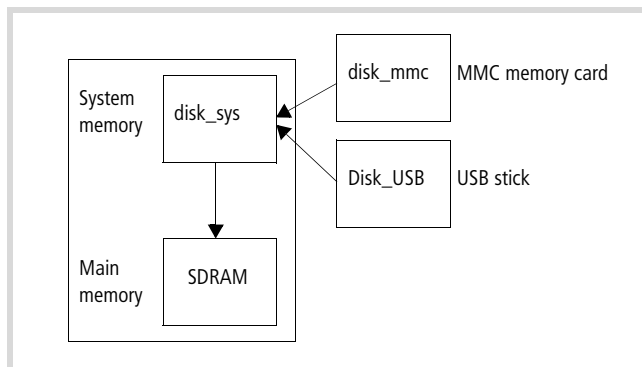 System
memory
disk_sys
disk_mmc
MMC memory card
Disk_USB
USB stick
Main
memory
SDRAM